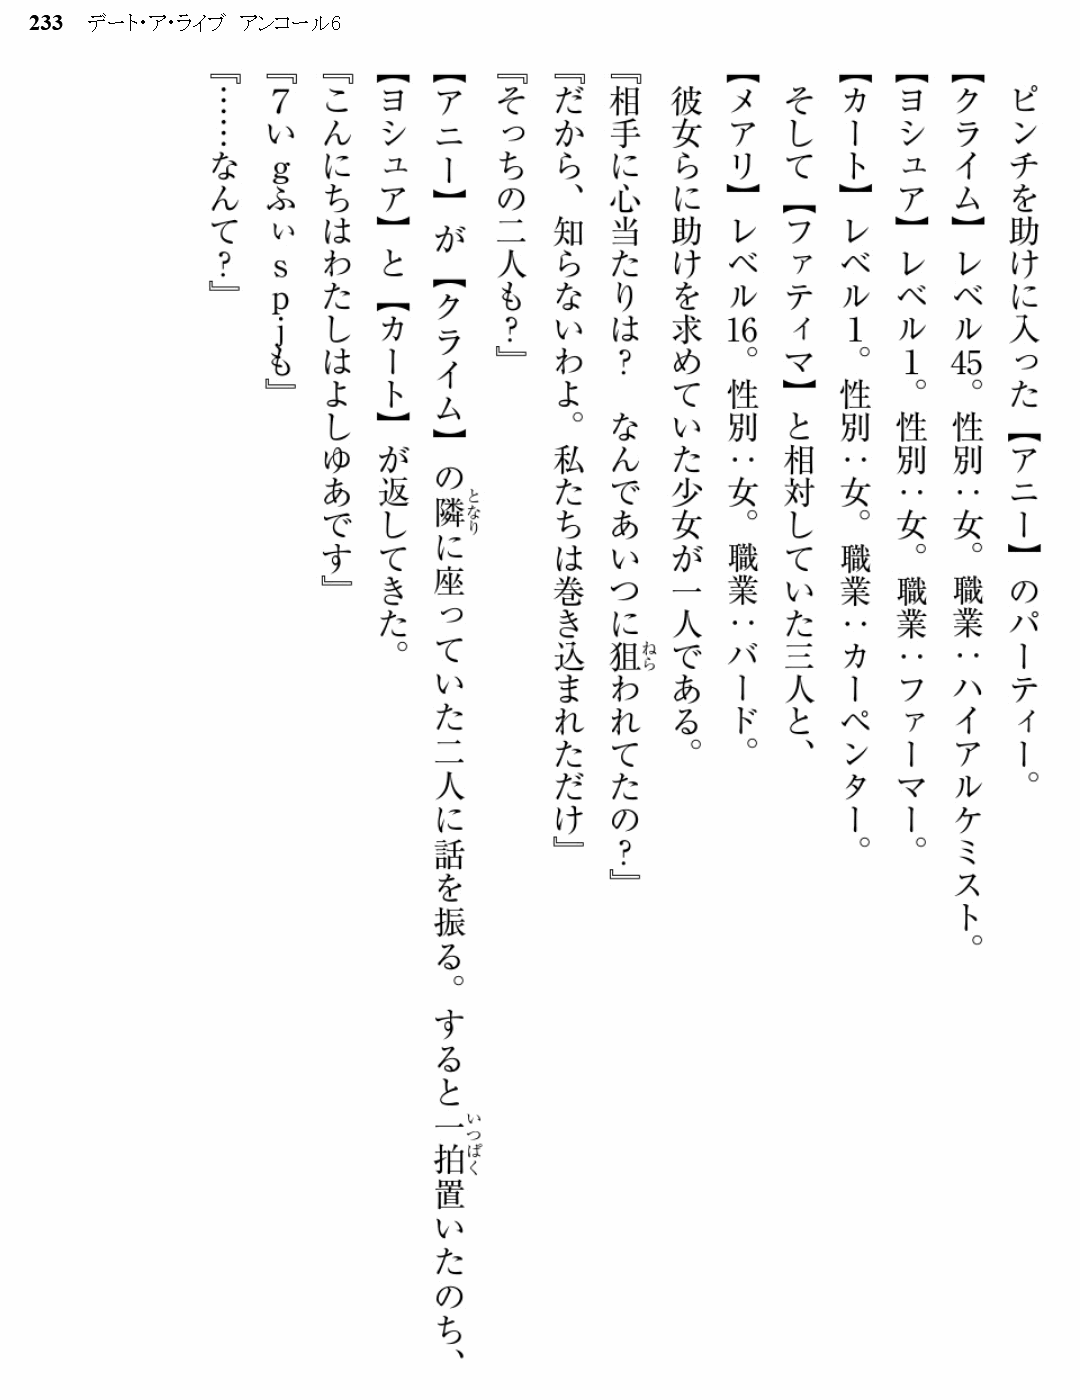 233 デート・ア・ライブ アンコール6
ピンチを助けに入った【アニー】のパーティー。
【クライム】レベル45。性別：女。職業：ハイアルケミスト。
【ヨシュア】レベル1。性別：女。職業：ファーマー。
【カート】レベル1。性別：女。職業：カーペンター。
そして【ファティマ】と相対していた三人と、
【メアリ】レベル16。性別：女。職業：バード。
彼女らに助けを求めていた少女が一人である。
『相手に心当たりは？　なんであいつに狙われてたの？』
『だから、知らないわよ。私たちは巻き込まれただけ』
『そっちの二人も？』
【アニー】が【クライム】の隣に座っていた二人に話を振る。すると一拍置いたのち、
【ヨシュア】と【カート】が返してきた。
『こんにちはわたしはよしゆあです』
『７いｇふぃｓｐｊも』
『……なんて？』